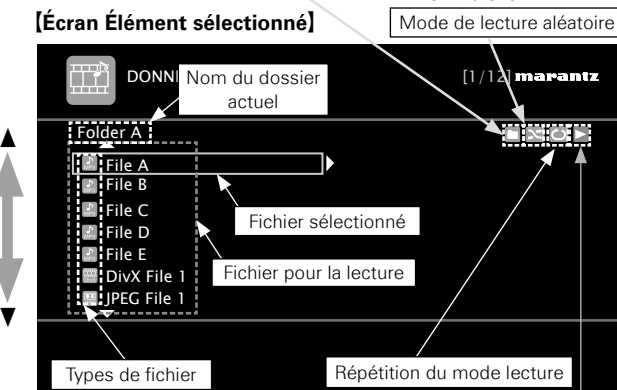 [Écran Élément sélectionné]
Mode de lecture aléatoire
DONNI
Nom du dossier
actuel
[1/12] marantz
Folder A
File A
File B
File C
File D
File E
DivX File 1
JPEG File 1
Fichier sélectionné
Fichier pour la lecture
Types de fichier
Répétition du mode lecture